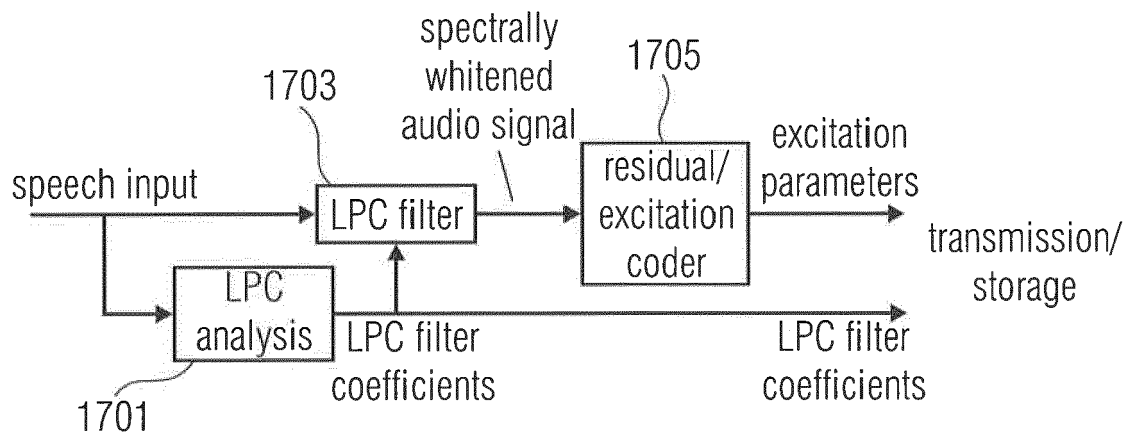 spectrally
whitened
audio signal
1703
1705
speech input
LPC filter
residual/
excitation
coder
excitation
parameters
transmission/
storage
LPC
analysis
LPC filter
coefficients
LPC filter
coefficients
1701